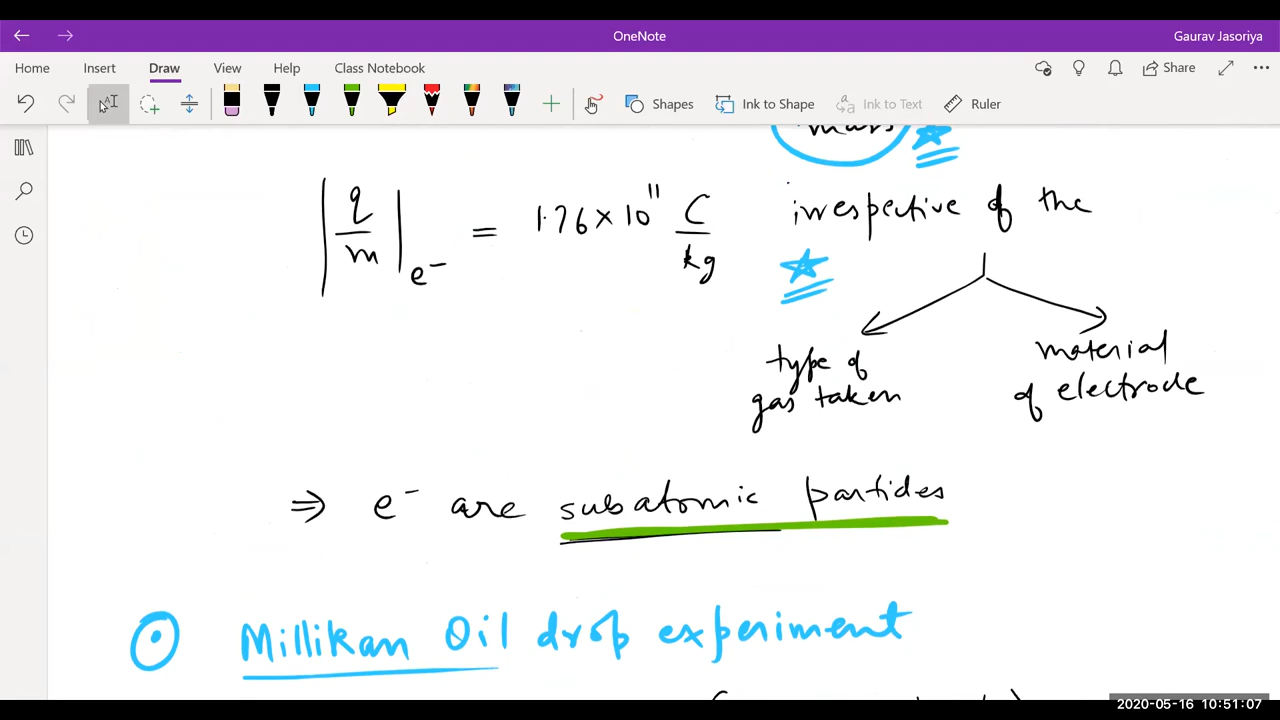 OneNote
Gaurav Jasoriya
Home Insert Draw View Help Class Notebook
Share
Shapes Ink to Shape Ink to Text Ruler
mass
|q/m| e⁻ = 1.76 × 10¹¹ C/kg irrespective of the
type of gas taken
material of electrode
⇒ e⁻ are subatomic particles
Millikan Oil drop experiment
2020-05-16 10:51:07